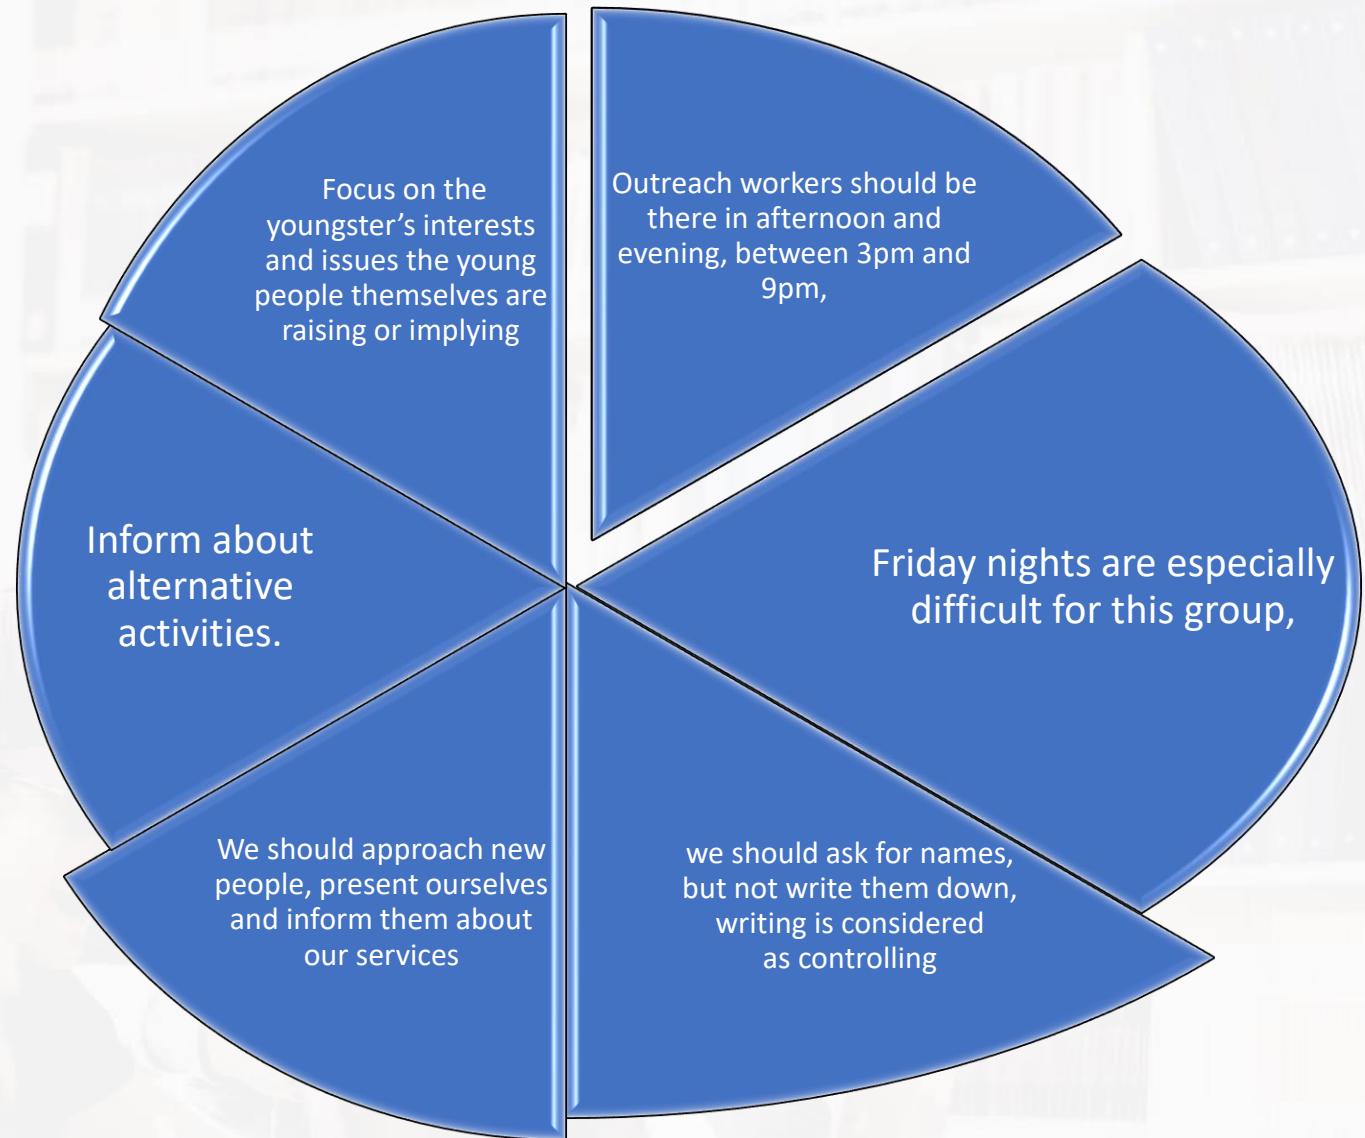 Outreach workers should be
there in afternoon and
evening, between 3pm and
9pm,
Friday nights are especially
difficult for this group,
we should ask for names,
but not write them down,
writing is considered
as controlling
We should approach new
people, present ourselves
and inform them about
our services
Inform about
alternative
activities.
Focus on the
youngster’s interests
and issues the young
people themselves are
raising or implying